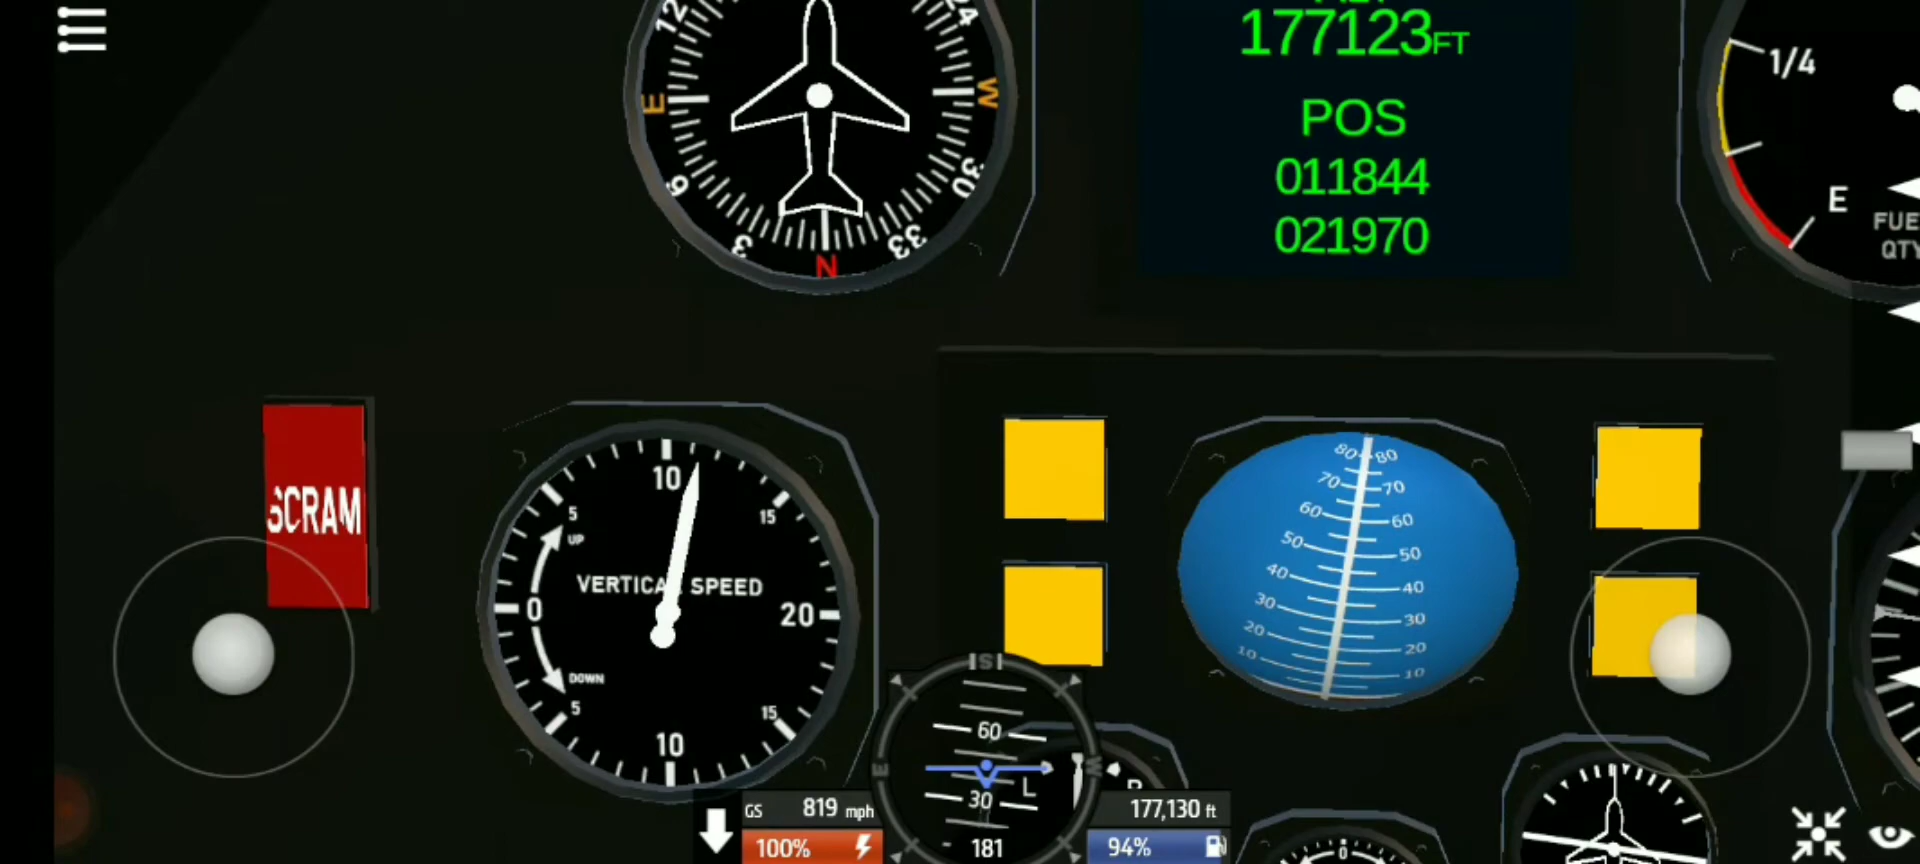 12
24
E
W
6
30
3
33
N
177123FT
POS
011844
021970
1/4
E
FUE
QTY
SCRAM
10
5
15
UP
VERTICAL SPEED
0
20
DOWN
5
15
10
80 80
70 70
60 60
50 50
40 40
30 30
20 20
10 10
S
E
W
60
30
L
GS 819 mph
177,130 ft
100%
94%
181
0